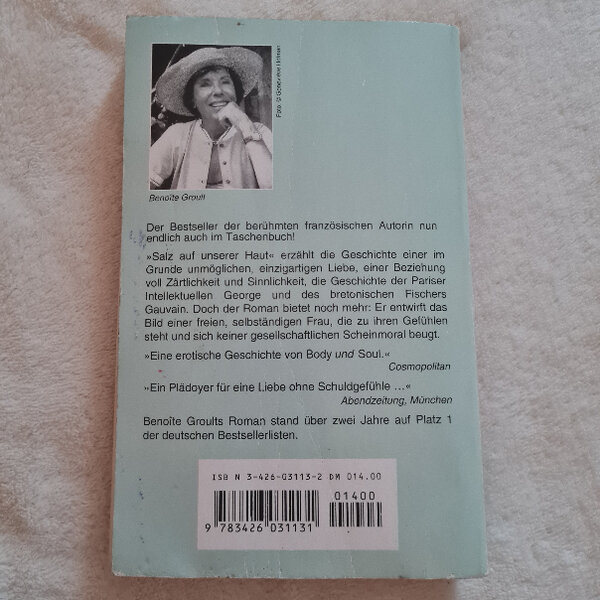 Foto: © Geneviève Hofman
Benoîte Groult
Der Bestseller der berühmten französischen Autorin nun
endlich auch im Taschenbuch!
»Salz auf unserer Haut« erzählt die Geschichte einer im
Grunde unmöglichen, einzigartigen Liebe, einer Beziehung
voll Zärtlichkeit und Sinnlichkeit, die Geschichte der Pariser
Intellektuellen George und des bretonischen Fischers
Gauvain. Doch der Roman bietet noch mehr: Er entwirft das
Bild einer freien, selbständigen Frau, die zu ihren Gefühlen
steht und sich keiner gesellschaftlichen Scheinmoral beugt.
»Eine erotische Geschichte von Body und Soul.«
Cosmopolitan
»Ein Plädoyer für eine Liebe ohne Schuldgefühle ...«
Abendzeitung, München
Benoîte Groults Roman stand über zwei Jahre auf Platz 1
der deutschen Bestsellerlisten.
ISBN 3-426-03113-2 DM 014.00
01400
9 783426 031131